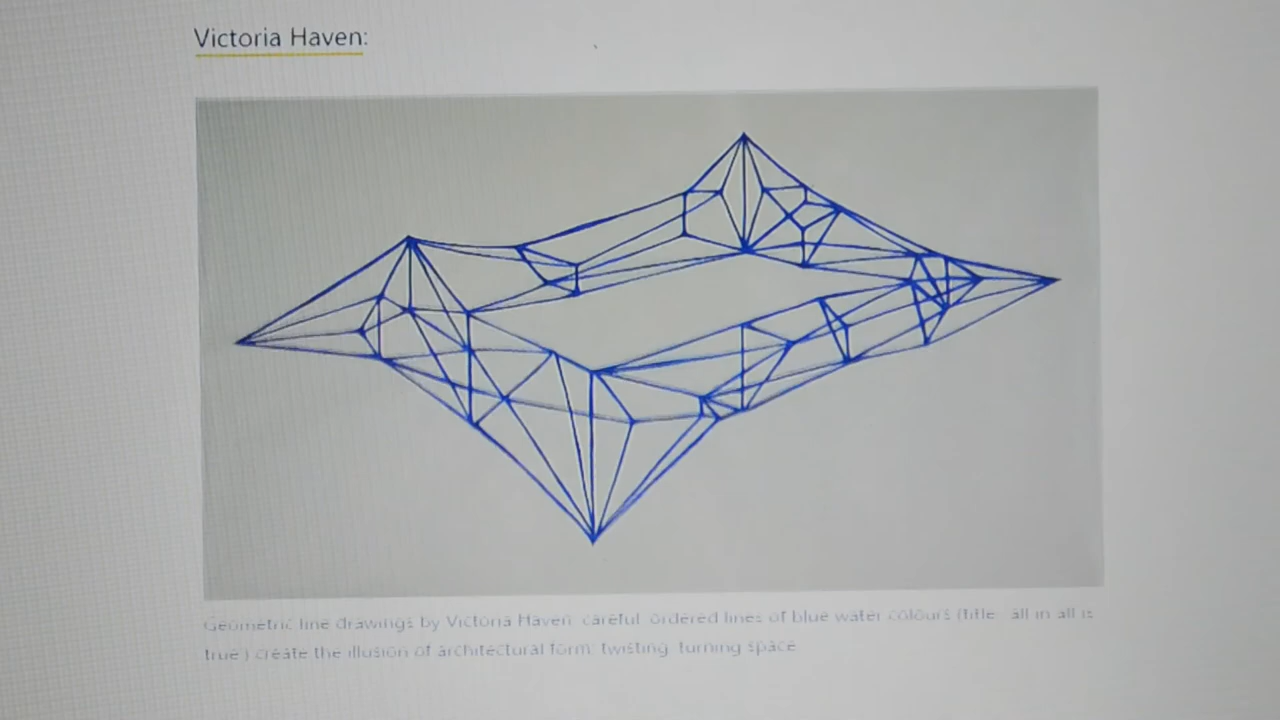 Victoria Haven:
Geometric line drawings by Victoria Haven: careful, ordered lines of blue water colours (title: all in all is
true ) create the illusion of architectural form: twisting, turning space